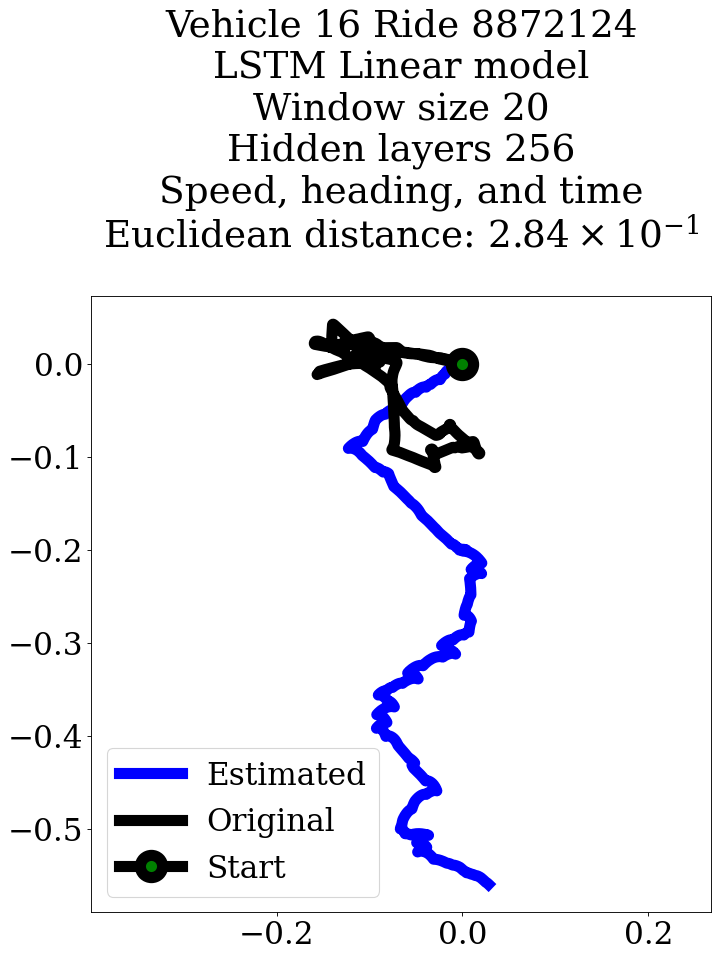 Vehicle 16 Ride 8872124
LSTM Linear model
Window size 20
Hidden layers 256
Speed, heading, and time
Euclidean distance: 2.84 × 10⁻¹
0.0
−0.1
−0.2
−0.3
−0.4
−0.5
Estimated
Original
Start
−0.2 0.0 0.2